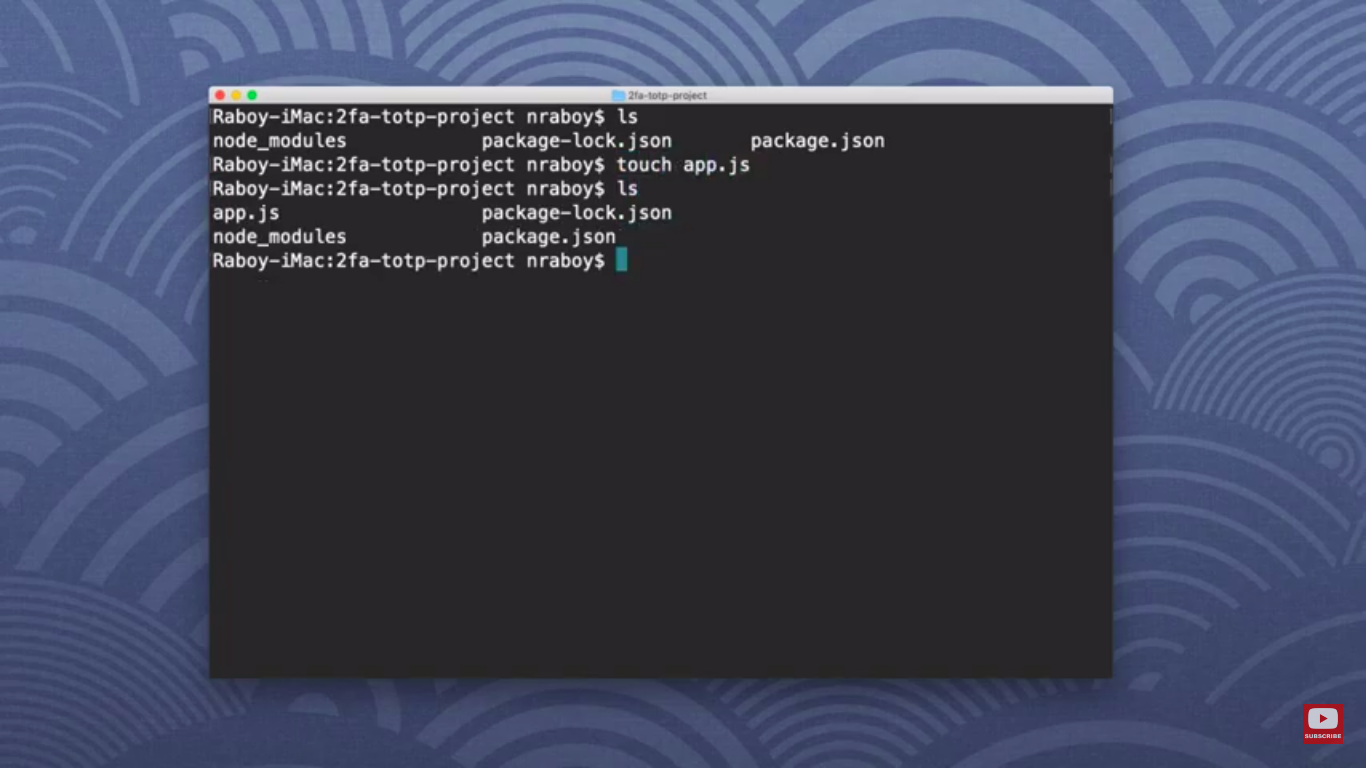 2fa-totp-project
Raboy-iMac:2fa-totp-project nraboy$ ls
node_modules package-lock.json package.json
Raboy-iMac:2fa-totp-project nraboy$ touch app.js
Raboy-iMac:2fa-totp-project nraboy$ ls
app.js package-lock.json
node_modules package.json
Raboy-iMac:2fa-totp-project nraboy$
SUBSCRIBE